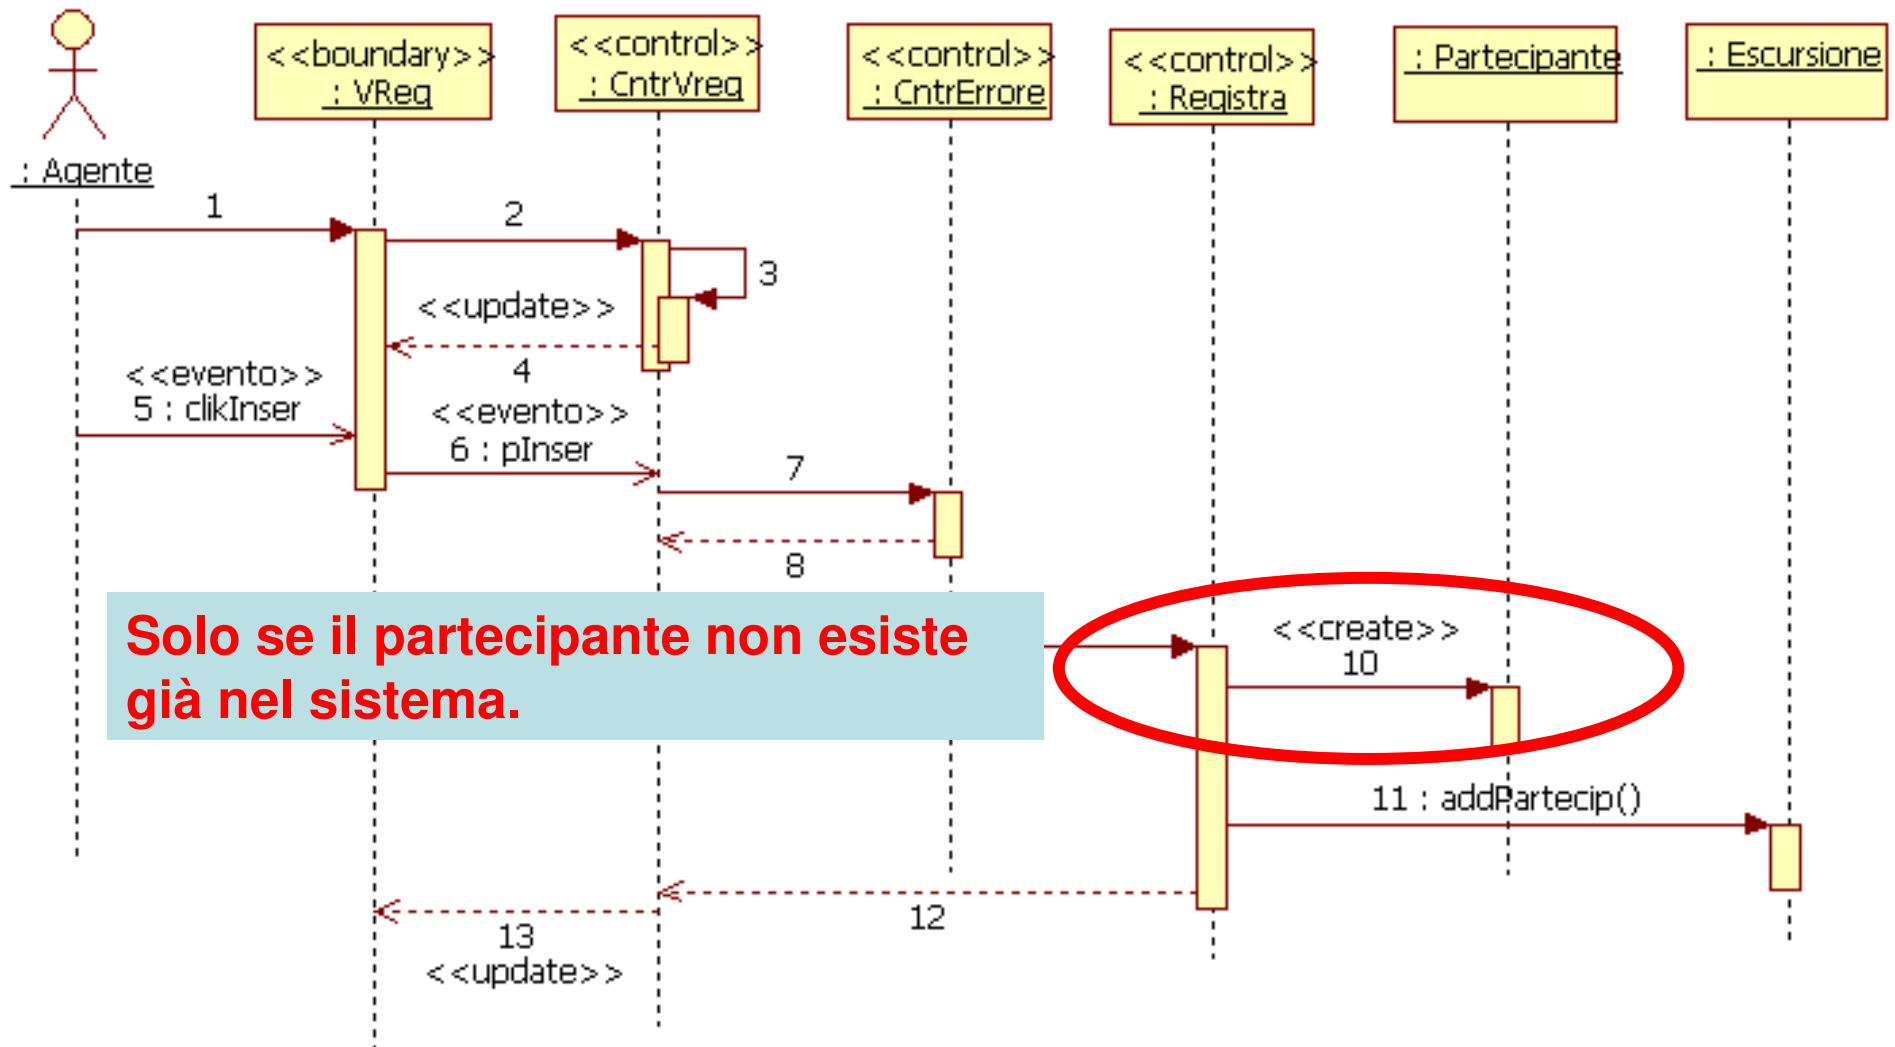 <<boundary>>
: VReq
<<control>>
: CntrVreq
<<control>>
: CntrErrore
<<control>>
: Registra
: Partecipante
: Escursione
: Agente
1
2
3
<<update>>
4
<<evento>>
5 : clikInser
<<evento>>
6 : pInser
7
8
Solo se il partecipante non esiste
già nel sistema.
<<create>>
10
11 : addPartecip()
12
13
<<update>>